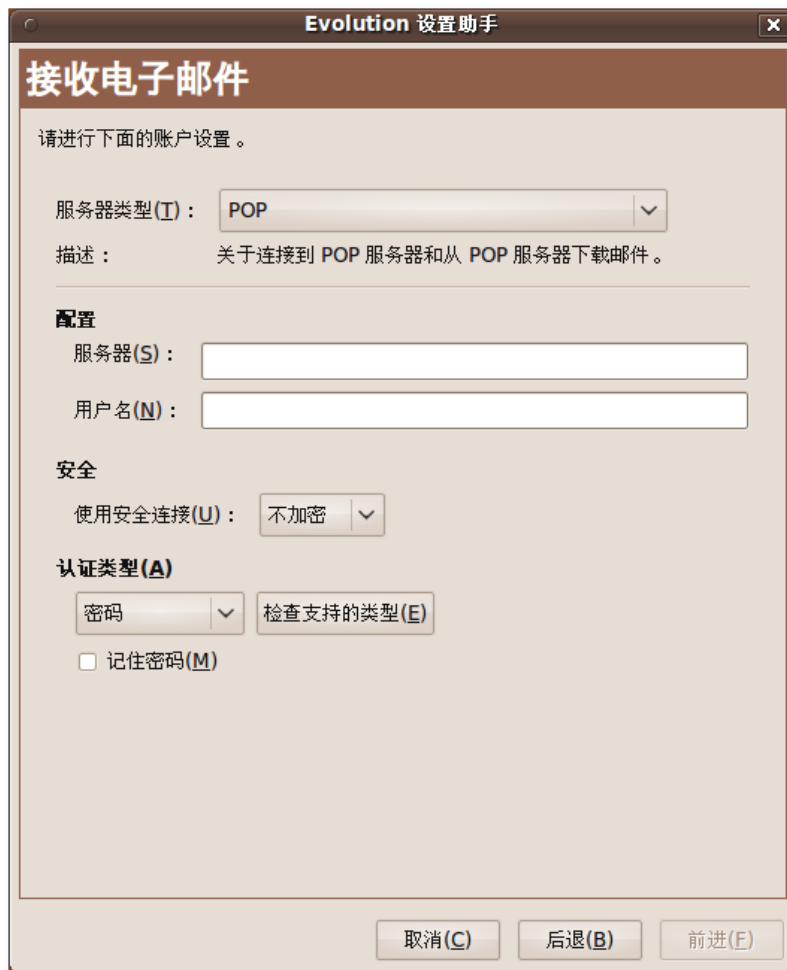 Evolution 设置助手
接收电子邮件
请进行下面的账户设置。
服务器类型(T)： POP
描述： 关于连接到 POP 服务器和从 POP 服务器下载邮件。
配置
服务器(S)：
用户名(N)：
安全
使用安全连接(U)： 不加密
认证类型(A)
密码 检查支持的类型(E)
记住密码(M)
取消(C) 后退(B) 前进(F)